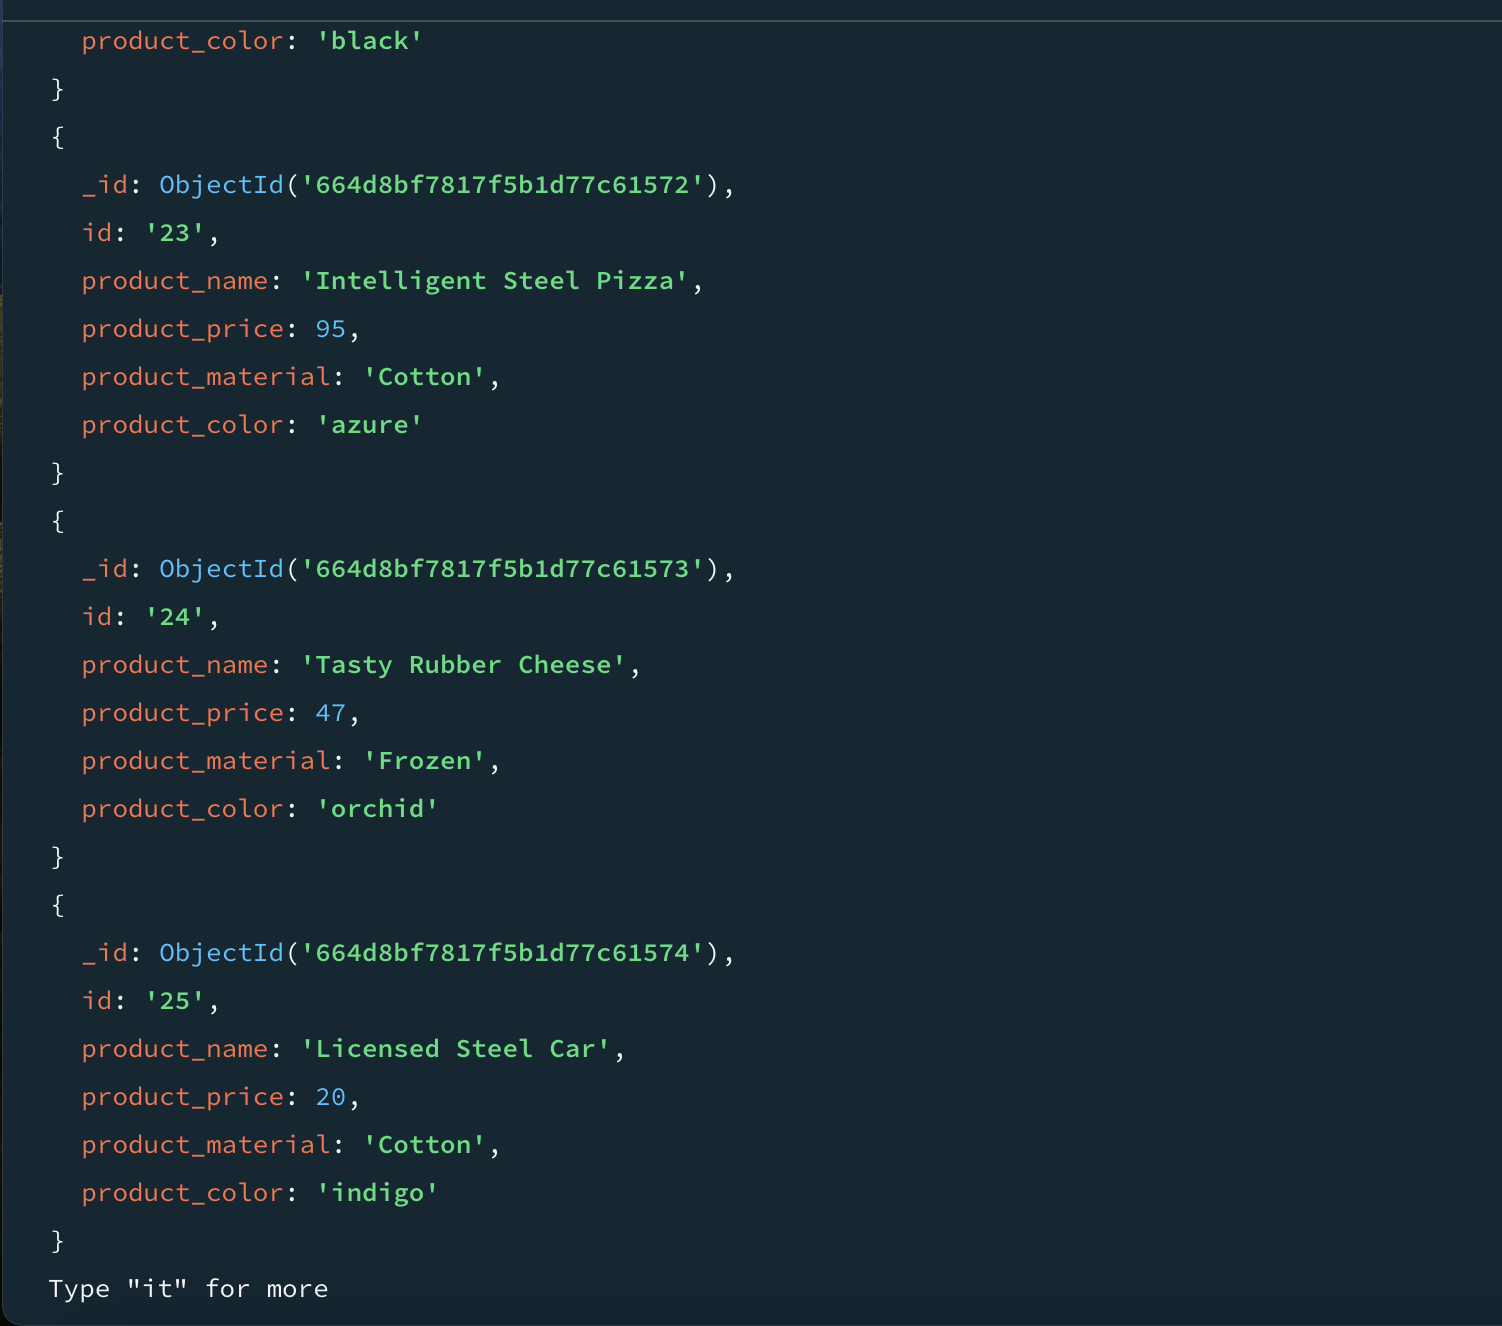 product_color: 'black'
}
{
_id: ObjectId('664d8bf7817f5b1d77c61572'),
id: '23',
product_name: 'Intelligent Steel Pizza',
product_price: 95,
product_material: 'Cotton',
product_color: 'azure'
}
{
_id: ObjectId('664d8bf7817f5b1d77c61573'),
id: '24',
product_name: 'Tasty Rubber Cheese',
product_price: 47,
product_material: 'Frozen',
product_color: 'orchid'
}
{
_id: ObjectId('664d8bf7817f5b1d77c61574'),
id: '25',
product_name: 'Licensed Steel Car',
product_price: 20,
product_material: 'Cotton',
product_color: 'indigo'
}
Type "it" for more